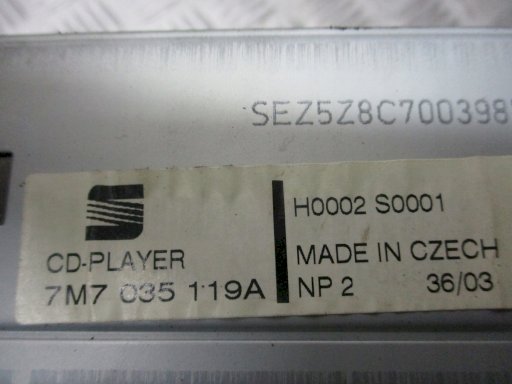 SEZ5Z8C700398
H0002 S0001
CD-PLAYER
MADE IN CZECH
7M7 035 119A
NP 2 36/03